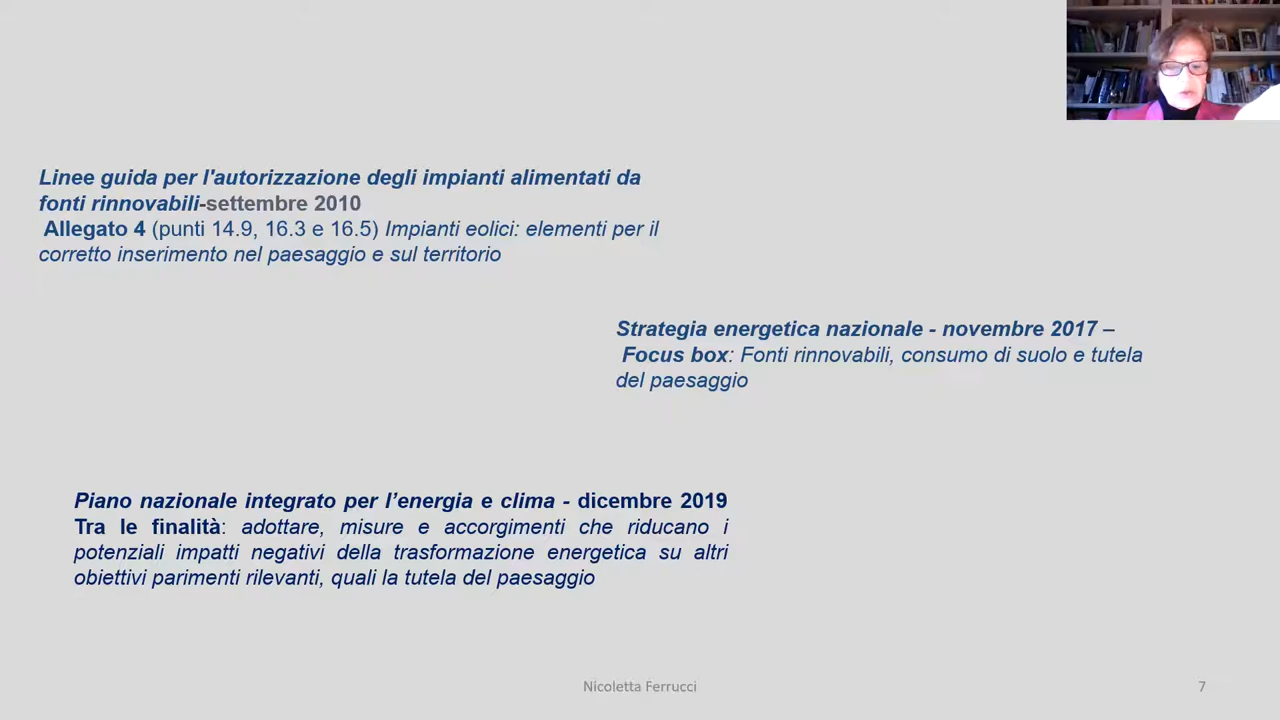 Linee guida per l'autorizzazione degli impianti alimentati da
fonti rinnovabili-settembre 2010
Allegato 4 (punti 14.9, 16.3 e 16.5) Impianti eolici: elementi per il
corretto inserimento nel paesaggio e sul territorio
Strategia energetica nazionale - novembre 2017 –
Focus box: Fonti rinnovabili, consumo di suolo e tutela
del paesaggio
Piano nazionale integrato per l’energia e clima - dicembre 2019
Tra le finalità: adottare, misure e accorgimenti che riducano i
potenziali impatti negativi della trasformazione energetica su altri
obiettivi parimenti rilevanti, quali la tutela del paesaggio
Nicoletta Ferrucci
7